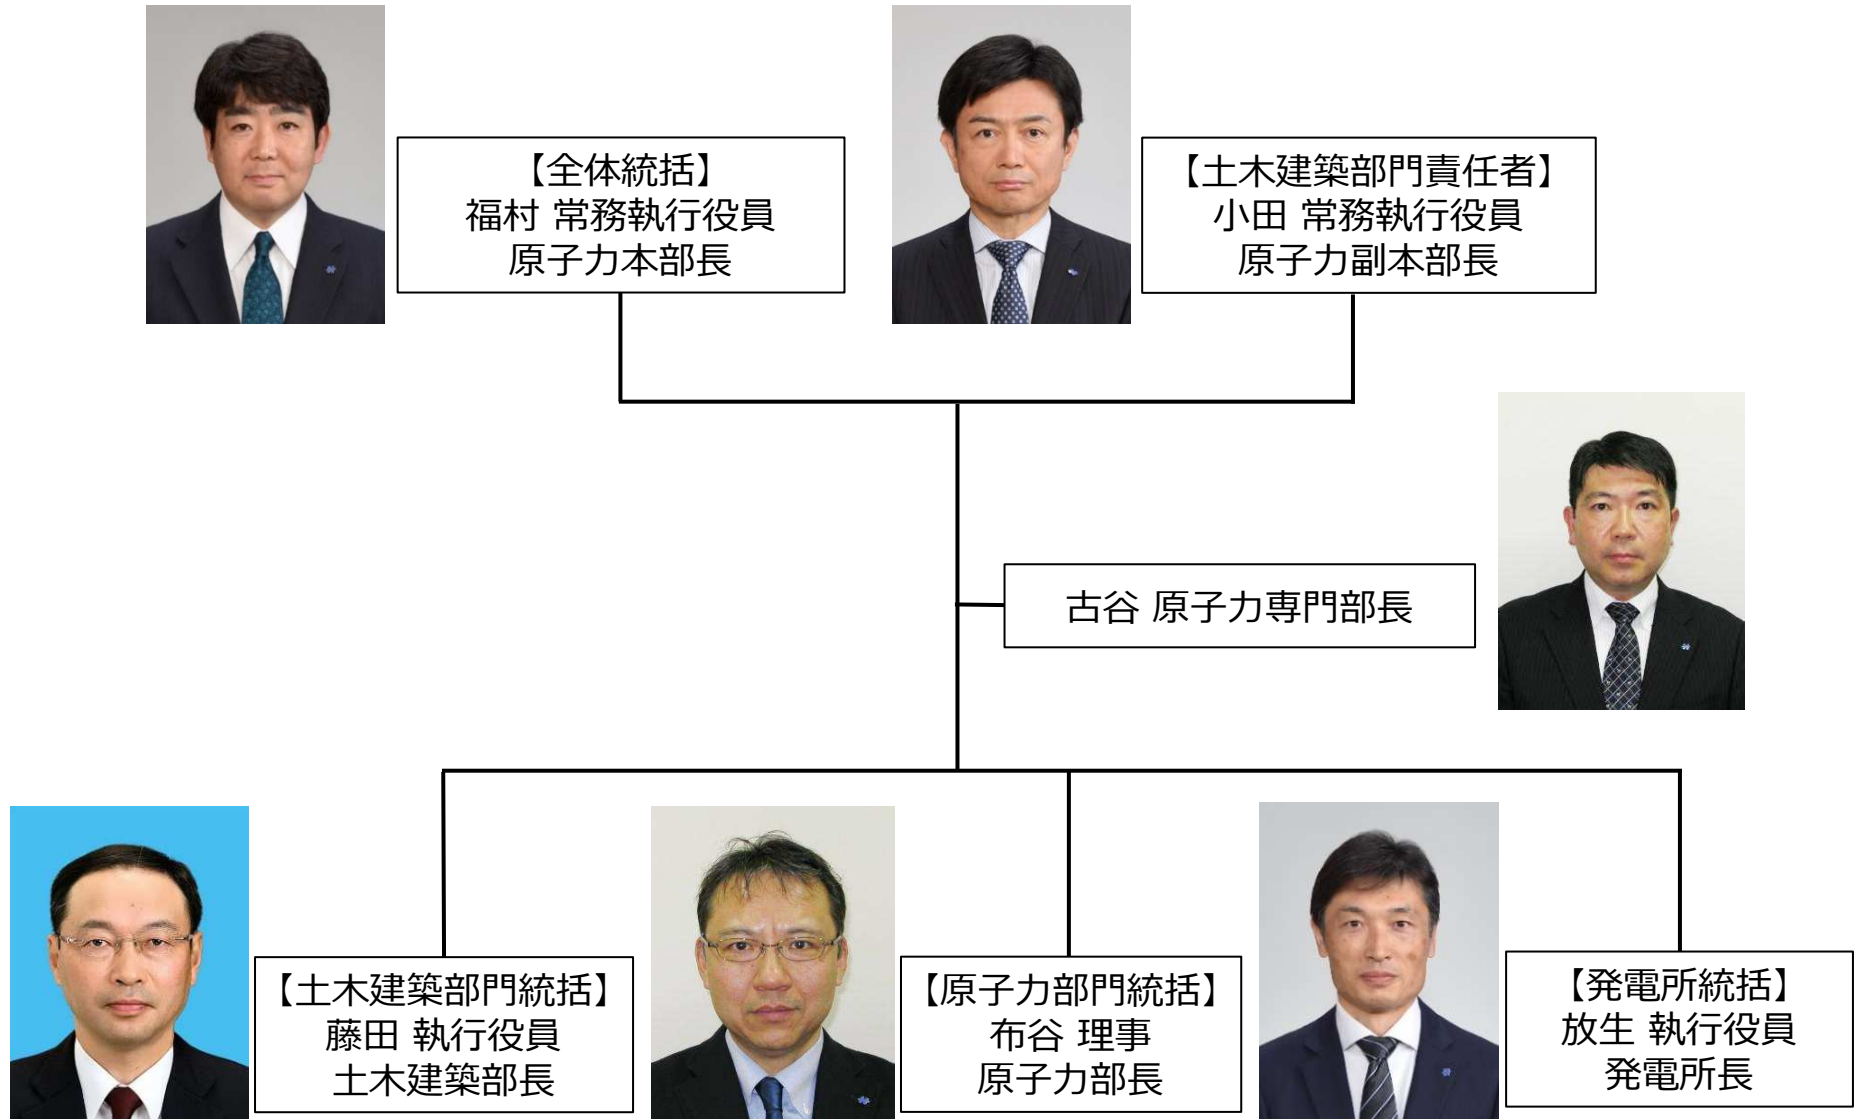 【全体統括】
福村 常務執行役員
原子力本部長
【土木建築部門責任者】
小田 常務執行役員
原子力副本部長
古谷 原子力専門部長
【土木建築部門統括】
藤田 執行役員
土木建築部長
【原子力部門統括】
布谷 理事
原子力部長
【発電所統括】
放生 執行役員
発電所長